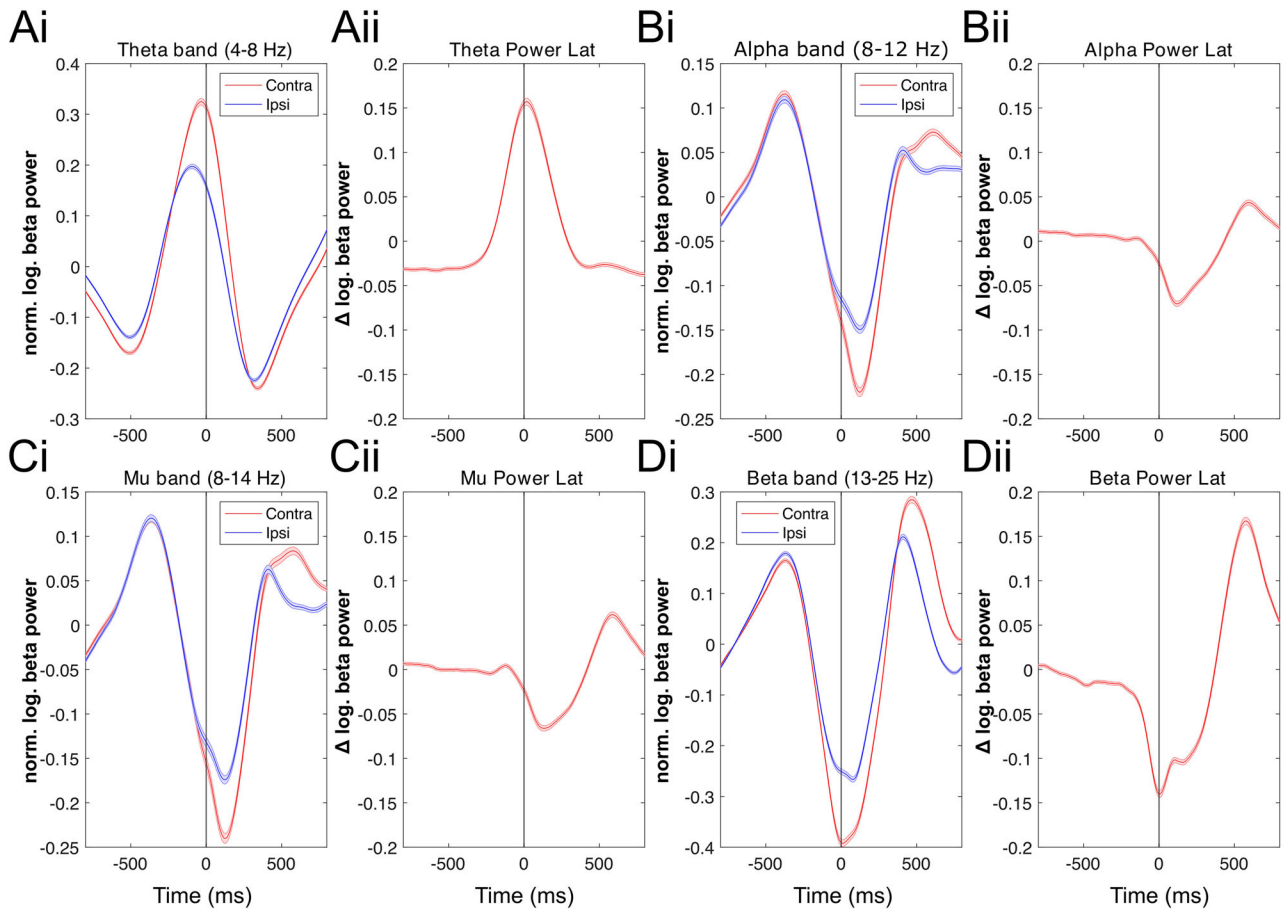 Ai
Theta band (4-8 Hz)
Contra
Ipsi
norm. log. beta power
0.4
0.3
0.2
0.1
0
-0.1
-0.2
-0.3
-500
0
500
Aii
Theta Power Lat
Δ log. beta power
0.2
0.15
0.1
0.05
0
-0.05
-0.1
-0.15
-0.2
-500
0
500
Bi
Alpha band (8-12 Hz)
Contra
Ipsi
norm. log. beta power
0.15
0.1
0.05
0
-0.05
-0.1
-0.15
-0.2
-0.25
-500
0
500
Bii
Alpha Power Lat
Δ log. beta power
0.2
0.15
0.1
0.05
0
-0.05
-0.1
-0.15
-0.2
-500
0
500
Ci
Mu band (8-14 Hz)
Contra
Ipsi
norm. log. beta power
0.15
0.1
0.05
0
-0.05
-0.1
-0.15
-0.2
-0.25
-500
0
500
Time (ms)
Cii
Mu Power Lat
Δ log. beta power
0.2
0.15
0.1
0.05
0
-0.05
-0.1
-0.15
-0.2
-500
0
500
Time (ms)
Di
Beta band (13-25 Hz)
Contra
Ipsi
norm. log. beta power
0.3
0.2
0.1
0
-0.1
-0.2
-0.3
-0.4
-500
0
500
Time (ms)
Dii
Beta Power Lat
Δ log. beta power
0.2
0.15
0.1
0.05
0
-0.05
-0.1
-0.15
-0.2
-500
0
500
Time (ms)